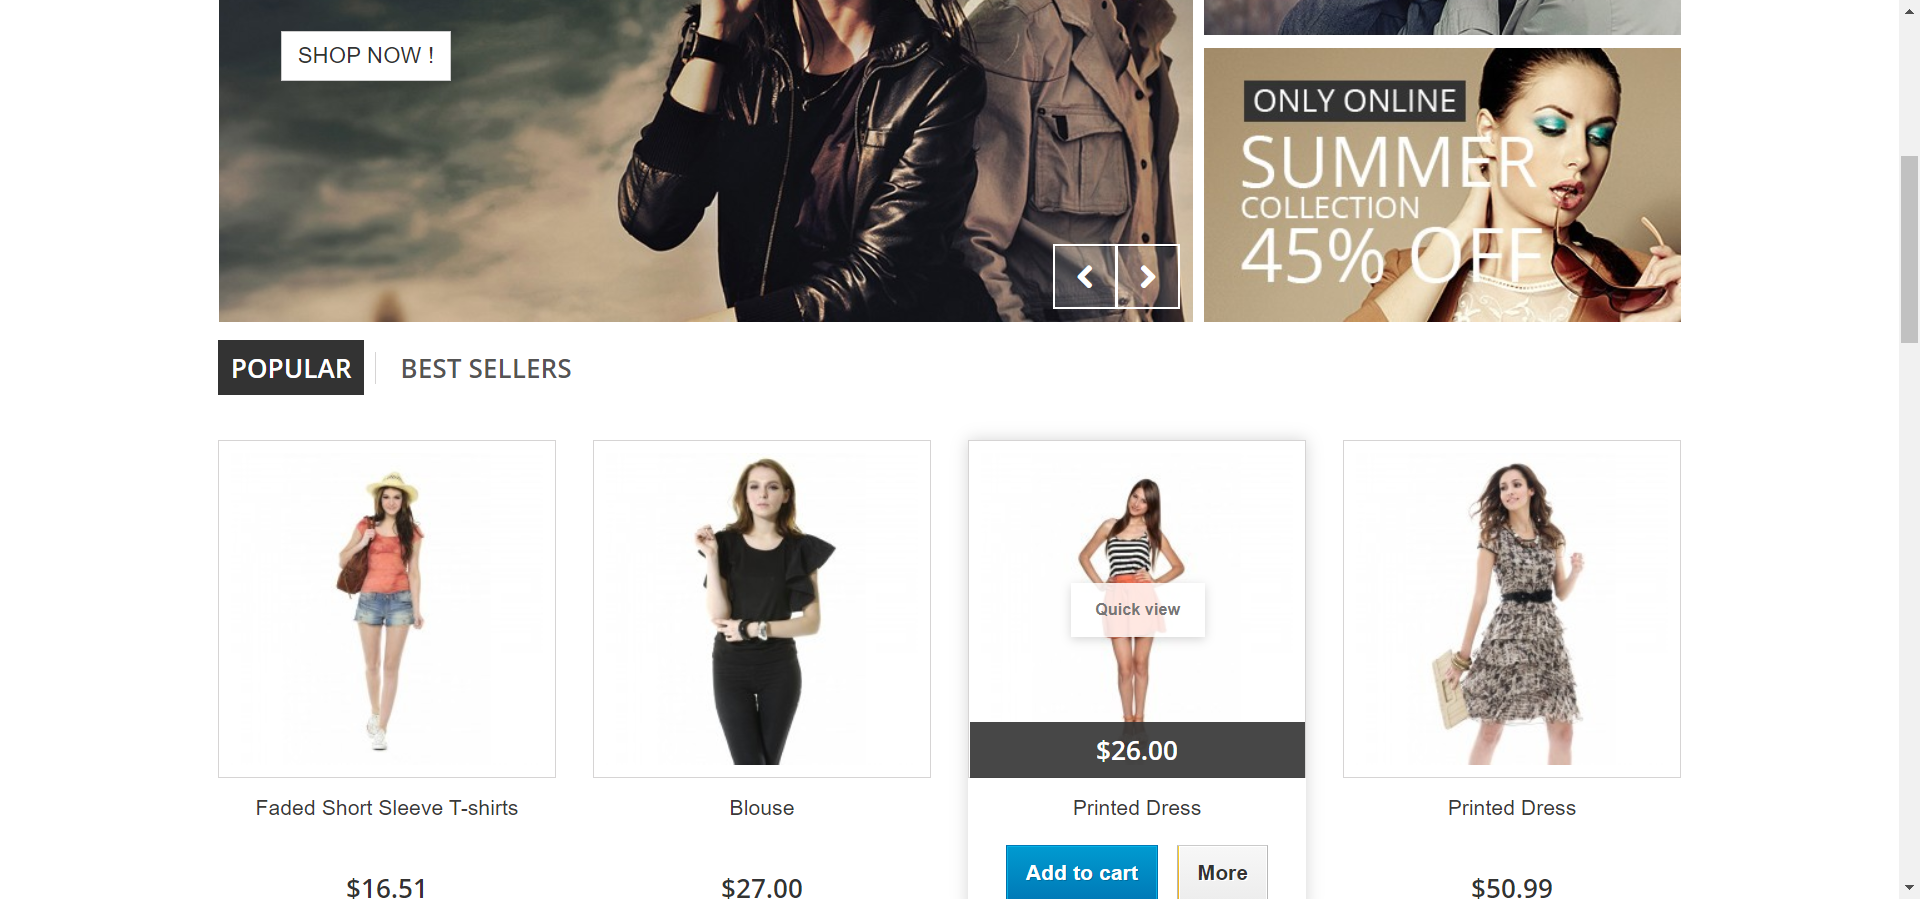 SHOP NOW !
ONLY ONLINE
SUMMER
COLLECTION
45% OFF
POPULAR
BEST SELLERS
Quick view
$26.00
Faded Short Sleeve T-shirts
Blouse
Printed Dress
Printed Dress
Add to cart
More
$16.51
$27.00
$50.99